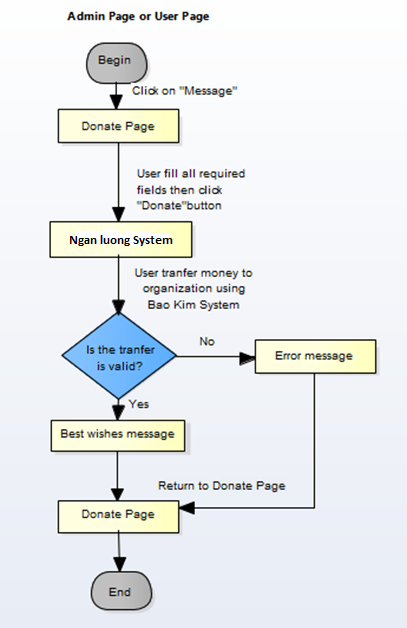 Admin Page or User Page
Begin
Click on "Message"
Donate Page
User fill all required
fields then click
"Donate"button
Ngan luong System
User tranfer money to
organization using
Bao Kim System
Is the tranfer
is valid?
No
Error message
Yes
Best wishes message
Return to Donate Page
Donate Page
End